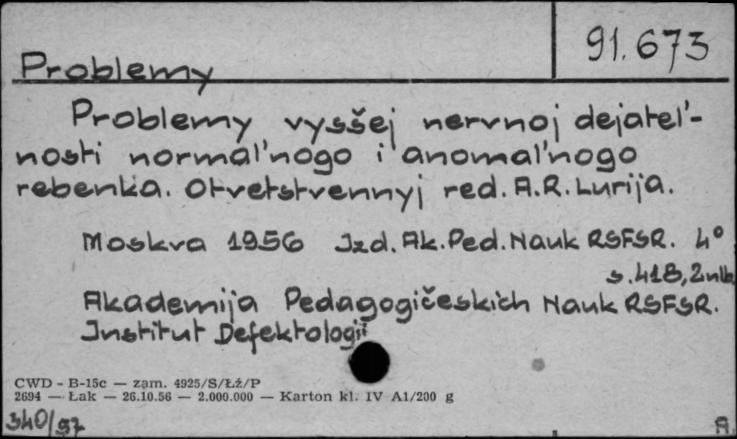 91.673
Problemy
Problemy vysšej nervnoj dejatel'-
nosti normal'nogo i anomal'nogo
rebenka. Otvetstvennyj red. A.R. Lurija.
Moskva 1956 Izd. Ak. Ped. Nauk RSFSR. 4°
s. 418, 2 nlb.
Akademija Pedagogičeskich Nauk RSFSR.
Institut Defektologii
CWD - B-15c — zam. 4925/S/Łź/P
2694 — Łak — 26.10.56 — 2.000.000 — Karton kl. IV A1/200 g
340/57 A.